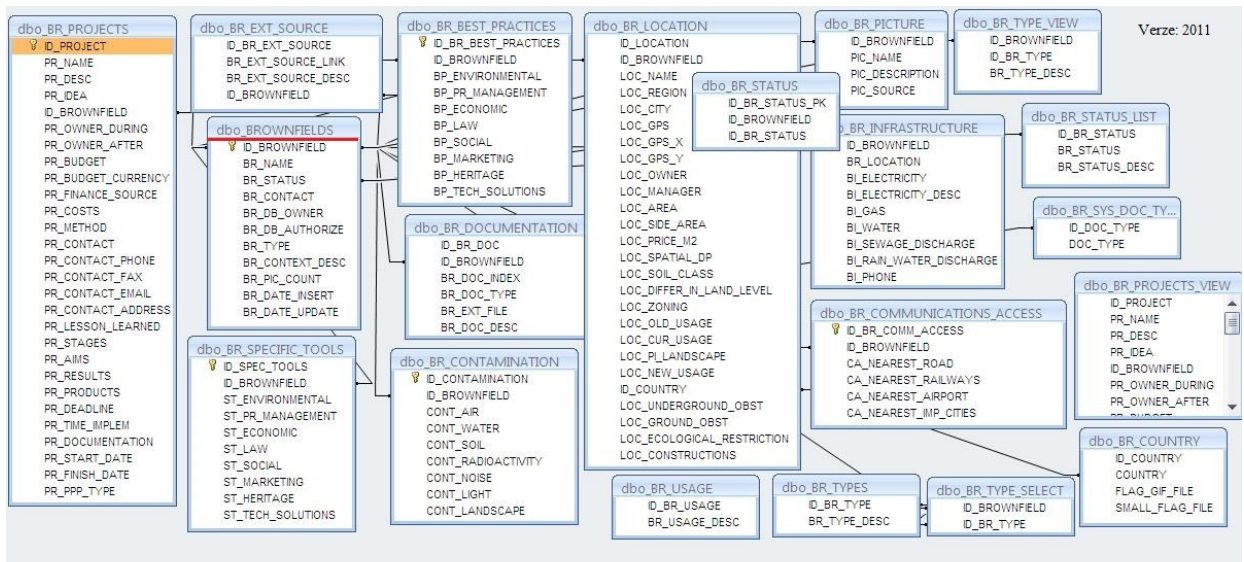 dbo_BR_PROJECTS
ID_PROJECT
PR_NAME
PR_DESC
PR_IDEA
ID_BROWNFIELD
PR_OWNER_DURING
PR_OWNER_AFTER
PR_BUDGET
PR_BUDGET_CURRENCY
PR_FINANCE_SOURCE
PR_COSTS
PR_METHOD
PR_CONTACT
PR_CONTACT_PHONE
PR_CONTACT_FAX
PR_CONTACT_EMAIL
PR_CONTACT_ADDRESS
PR_LESSON_LEARNED
PR_STAGES
PR_AIMS
PR_RESULTS
PR_PRODUCTS
PR_DEADLINE
PR_TIME_IMPLEM
PR_DOCUMENTATION
PR_START_DATE
PR_FINISH_DATE
PR_PPP_TYPE
dbo_BR_EXT_SOURCE
ID_BR_EXT_SOURCE
BR_EXT_SOURCE_LINK
BR_EXT_SOURCE_DESC
ID_BROWNFIELD
dbo_BROWNFIELDS
ID_BROWNFIELD
BR_NAME
BR_STATUS
BR_CONTACT
BR_DB_OWNER
BR_DB_AUTHORIZE
BR_TYPE
BR_CONTEXT_DESC
BR_PIC_COUNT
BR_DATE_INSERT
BR_DATE_UPDATE
dbo_BR_SPECIFIC_TOOLS
ID_SPEC_TOOLS
ID_BROWNFIELD
ST_ENVIRONMENTAL
ST_PR_MANAGEMENT
ST_ECONOMIC
ST_LAW
ST_SOCIAL
ST_MARKETING
ST_HERITAGE
ST_TECH_SOLUTIONS
dbo_BR_BEST_PRACTICES
ID_BR_BEST_PRACTICES
ID_BROWNFIELD
BP_ENVIRONMENTAL
BP_PR_MANAGEMENT
BP_ECONOMIC
BP_LAW
BP_SOCIAL
BP_MARKETING
BP_HERITAGE
BP_TECH_SOLUTIONS
dbo_BR_DOCUMENTATION
ID_BR_DOC
ID_BROWNFIELD
BR_DOC_INDEX
BR_DOC_TYPE
BR_EXT_FILE
BR_DOC_DESC
dbo_BR_CONTAMINATION
ID_CONTAMINATION
ID_BROWNFIELD
CONT_AIR
CONT_WATER
CONT_SOIL
CONT_RADIOACTIVITY
CONT_NOISE
CONT_LIGHT
CONT_LANDSCAPE
dbo_BR_LOCATION
ID_LOCATION
ID_BROWNFIELD
LOC_NAME
LOC_REGION
LOC_CITY
LOC_GPS
LOC_GPS_X
LOC_GPS_Y
LOC_OWNER
LOC_MANAGER
LOC_AREA
LOC_SIDE_AREA
LOC_PRICE_M2
LOC_SPATIAL_DP
LOC_SOIL_CLASS
LOC_DIFFER_IN_LAND_LEVEL
LOC_ZONING
LOC_OLD_USAGE
LOC_CUR_USAGE
LOC_PI_LANDSCAPE
LOC_NEW_USAGE
ID_COUNTRY
LOC_UNDERGROUND_OBST
LOC_GROUND_OBST
LOC_ECOLOGICAL_RESTRICTION
LOC_CONSTRUCTIONS
dbo_BR_USAGE
ID_BR_USAGE
BR_USAGE_DESC
dbo_BR_STATUS
ID_BR_STATUS_PK
ID_BROWNFIELD
ID_BR_STATUS
dbo_BR_PICTURE
ID_BROWNFIELD
PIC_NAME
PIC_DESCRIPTION
PIC_SOURCE
BR_INFRASTRUCTURE
ID_BROWNFIELD
BR_LOCATION
BI_ELECTRICITY
BI_ELECTRICITY_DESC
BI_GAS
BI_WATER
BI_SEWAGE_DISCHARGE
BI_RAIN_WATER_DISCHARGE
BI_PHONE
dbo_BR_COMMUNICATIONS_ACCESS
ID_BR_COMM_ACCESS
ID_BROWNFIELD
CA_NEAREST_ROAD
CA_NEAREST_RAILWAYS
CA_NEAREST_AIRPORT
CA_NEAREST_IMP_CITIES
dbo_BR_TYPES
ID_BR_TYPE
BR_TYPE_DESC
dbo_BR_TYPE_SELECT
ID_BROWNFIELD
ID_BR_TYPE
dbo_BR_TYPE_VIEW
ID_BROWNFIELD
ID_BR_TYPE
BR_TYPE_DESC
Verze: 2011
dbo_BR_STATUS_LIST
ID_BR_STATUS
BR_STATUS
BR_STATUS_DESC
dbo_BR_SYS_DOC_TY...
ID_DOC_TYPE
DOC_TYPE
dbo_BR_PROJECTS_VIEW
ID_PROJECT
PR_NAME
PR_DESC
PR_IDEA
ID_BROWNFIELD
PR_OWNER_DURING
PR_OWNER_AFTER
dbo_BR_COUNTRY
ID_COUNTRY
COUNTRY
FLAG_GIF_FILE
SMALL_FLAG_FILE